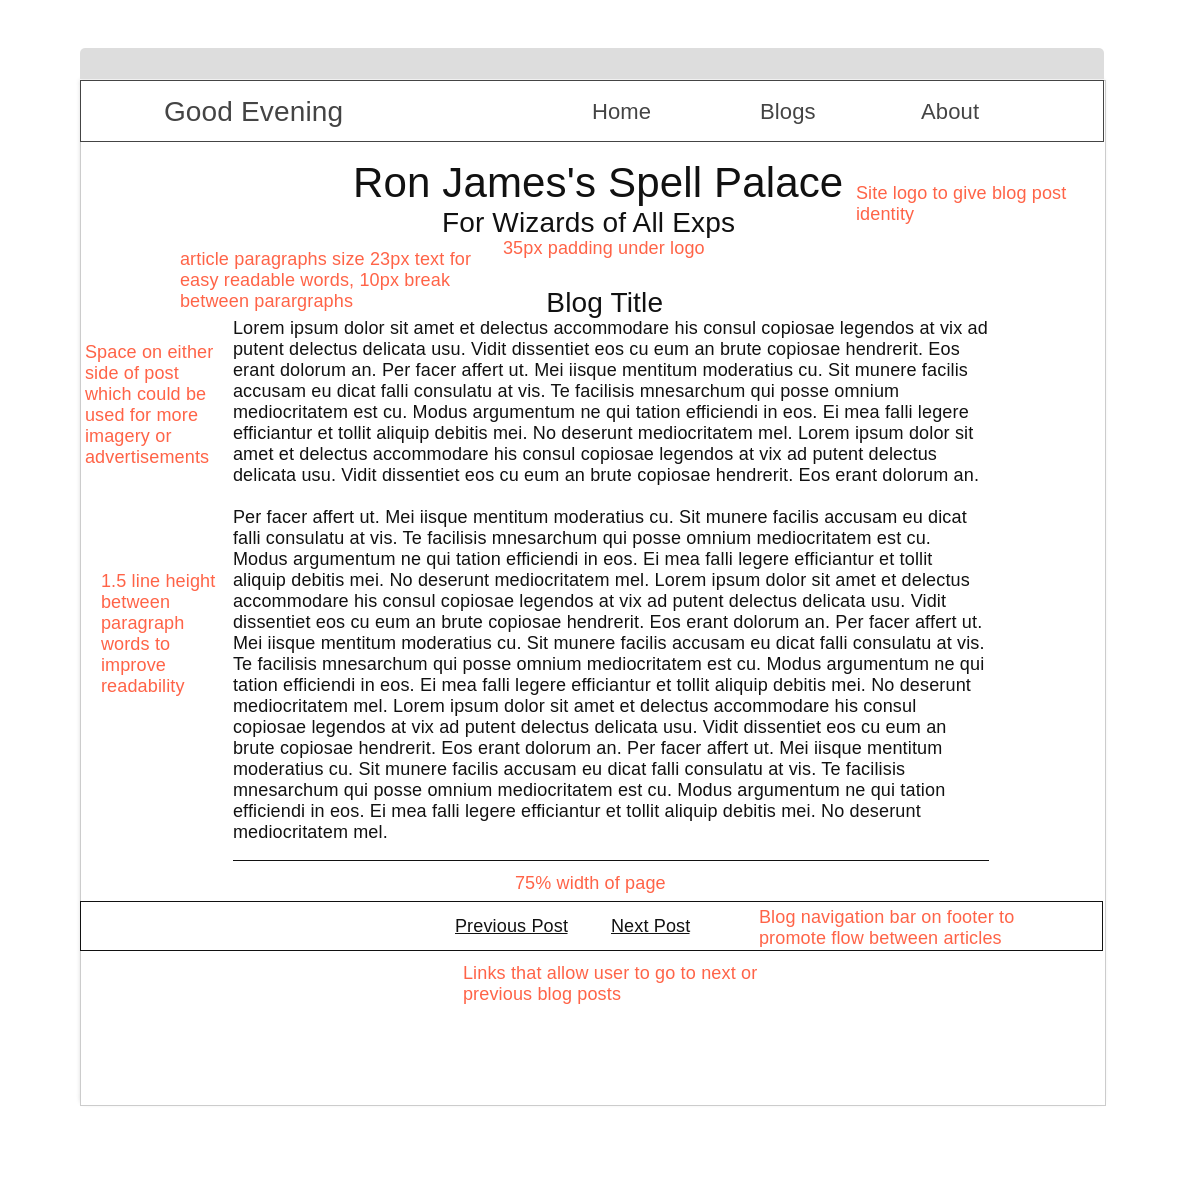 Good Evening
Home
Blogs
About
Ron James's Spell Palace
Site logo to give blog post
identity
For Wizards of All Exps
35px padding under logo
article paragraphs size 23px text for
easy readable words, 10px break
between parargraphs
Blog Title
Lorem ipsum dolor sit amet et delectus accommodare his consul copiosae legendos at vix ad
putent delectus delicata usu. Vidit dissentiet eos cu eum an brute copiosae hendrerit. Eos
erant dolorum an. Per facer affert ut. Mei iisque mentitum moderatius cu. Sit munere facilis
accusam eu dicat falli consulatu at vis. Te facilisis mnesarchum qui posse omnium
mediocritatem est cu. Modus argumentum ne qui tation efficiendi in eos. Ei mea falli legere
efficiantur et tollit aliquip debitis mei. No deserunt mediocritatem mel. Lorem ipsum dolor sit
amet et delectus accommodare his consul copiosae legendos at vix ad putent delectus
delicata usu. Vidit dissentiet eos cu eum an brute copiosae hendrerit. Eos erant dolorum an.
Space on either
side of post
which could be
used for more
imagery or
advertisements
Per facer affert ut. Mei iisque mentitum moderatius cu. Sit munere facilis accusam eu dicat
falli consulatu at vis. Te facilisis mnesarchum qui posse omnium mediocritatem est cu.
Modus argumentum ne qui tation efficiendi in eos. Ei mea falli legere efficiantur et tollit
aliquip debitis mei. No deserunt mediocritatem mel. Lorem ipsum dolor sit amet et delectus
accommodare his consul copiosae legendos at vix ad putent delectus delicata usu. Vidit
dissentiet eos cu eum an brute copiosae hendrerit. Eos erant dolorum an. Per facer affert ut.
Mei iisque mentitum moderatius cu. Sit munere facilis accusam eu dicat falli consulatu at vis.
Te facilisis mnesarchum qui posse omnium mediocritatem est cu. Modus argumentum ne qui
tation efficiendi in eos. Ei mea falli legere efficiantur et tollit aliquip debitis mei. No deserunt
mediocritatem mel. Lorem ipsum dolor sit amet et delectus accommodare his consul
copiosae legendos at vix ad putent delectus delicata usu. Vidit dissentiet eos cu eum an
brute copiosae hendrerit. Eos erant dolorum an. Per facer affert ut. Mei iisque mentitum
moderatius cu. Sit munere facilis accusam eu dicat falli consulatu at vis. Te facilisis
mnesarchum qui posse omnium mediocritatem est cu. Modus argumentum ne qui tation
efficiendi in eos. Ei mea falli legere efficiantur et tollit aliquip debitis mei. No deserunt
mediocritatem mel.
1.5 line height
between
paragraph
words to
improve
readability
75% width of page
Previous Post
Next Post
Blog navigation bar on footer to
promote flow between articles
Links that allow user to go to next or
previous blog posts